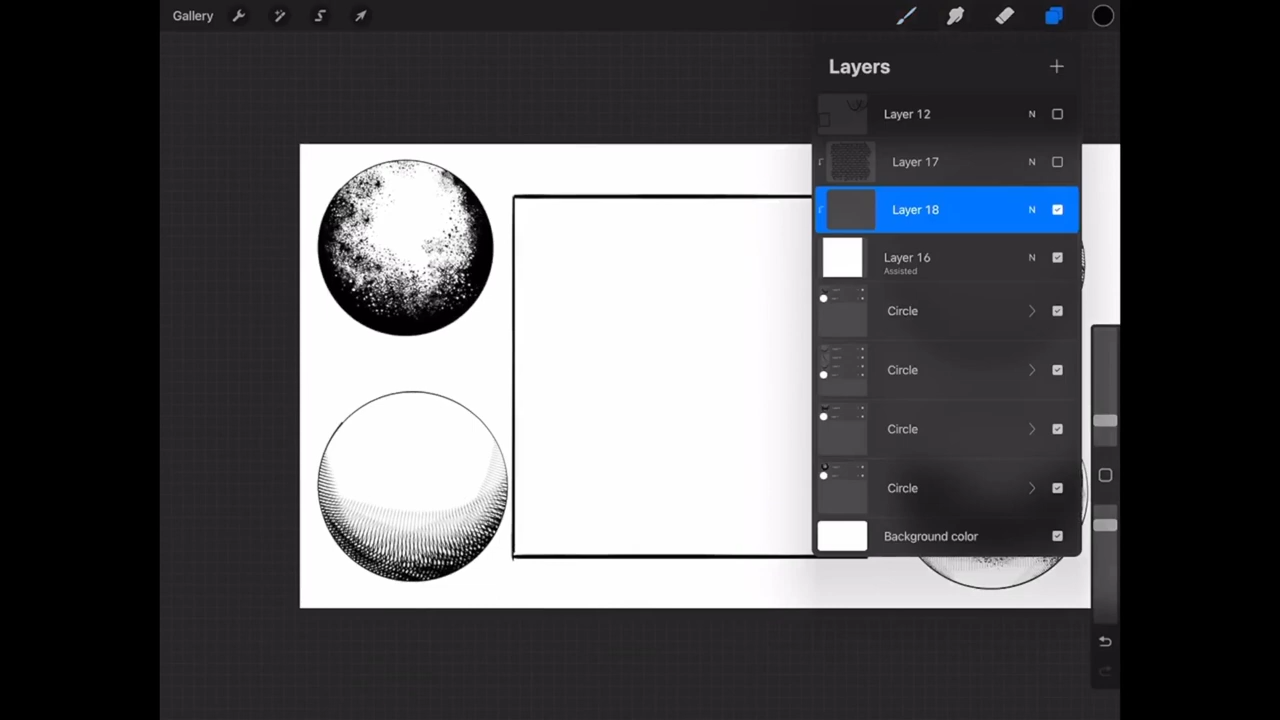 Gallery
Layers
Layer 12 N
Layer 17 N
Layer 18 N
Layer 16 N
Assisted
Circle
Circle
Circle
Circle
Background color